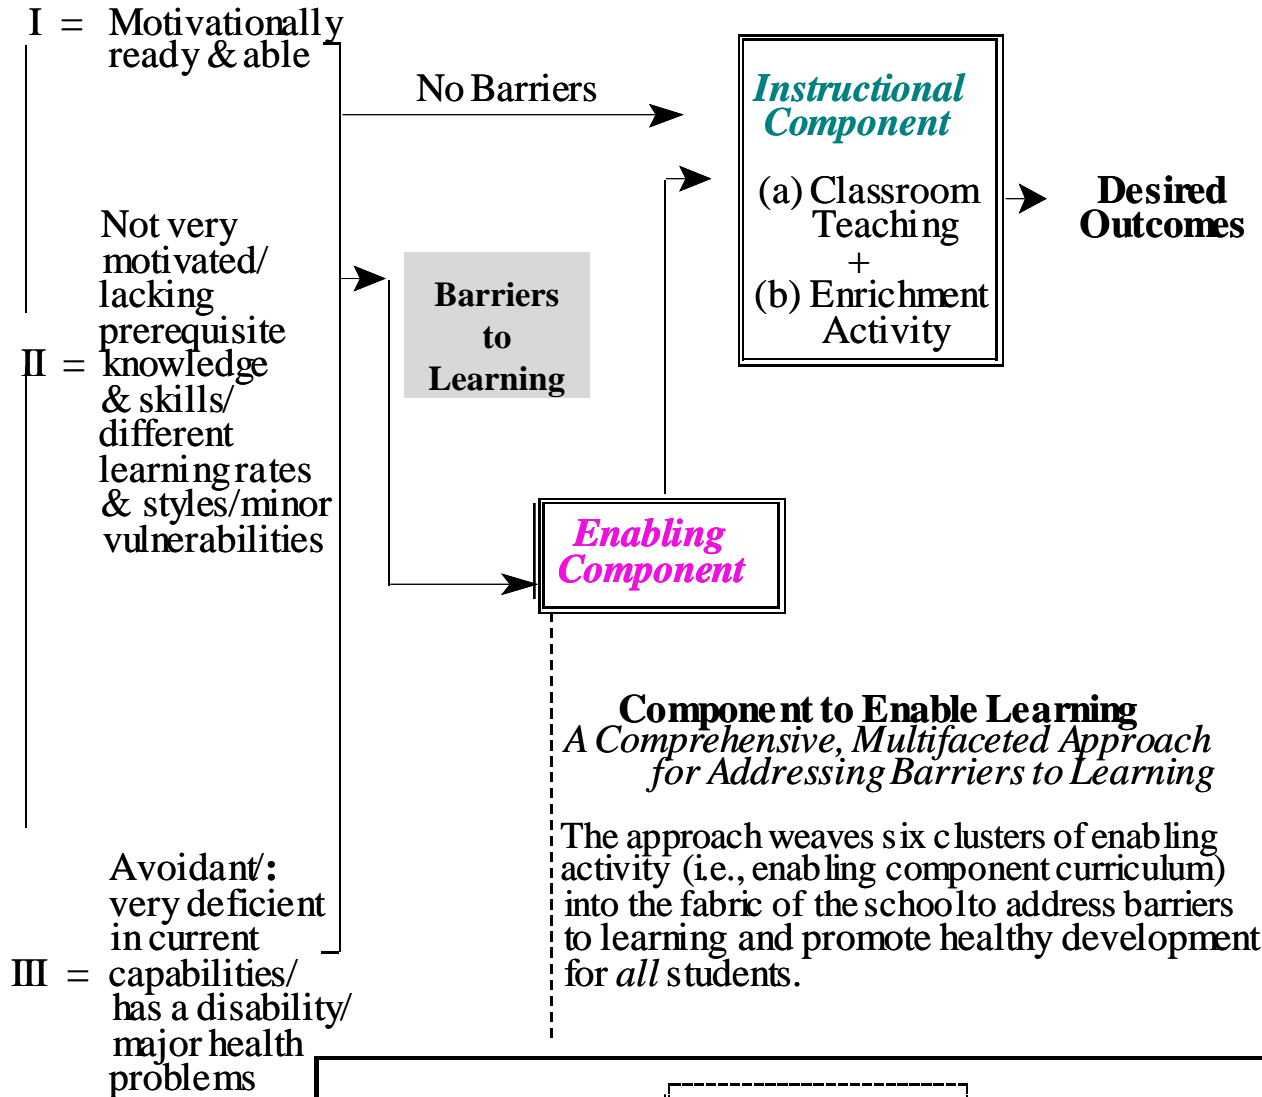 I = Motivationally
ready & able
No Barriers
Instructional
Component
(a) Classroom
Teaching
+
(b) Enrichment
Activity
Desired
Outcomes
Not very
motivated/
lacking
prerequisite
II = knowledge
& skills/
different
learning rates
& styles/minor
vulnerabilities
Barriers
to
Learning
Enabling
Component
Component to Enable Learning
A Comprehensive, Multifaceted Approach
for Addressing Barriers to Learning
The approach weaves six clusters of enabling
activity (i.e., enabling component curriculum)
into the fabric of the school to address barriers
to learning and promote healthy development
for all students.
Avoidant/:
very deficient
in current
III = capabilities/
has a disability/
major health
problems